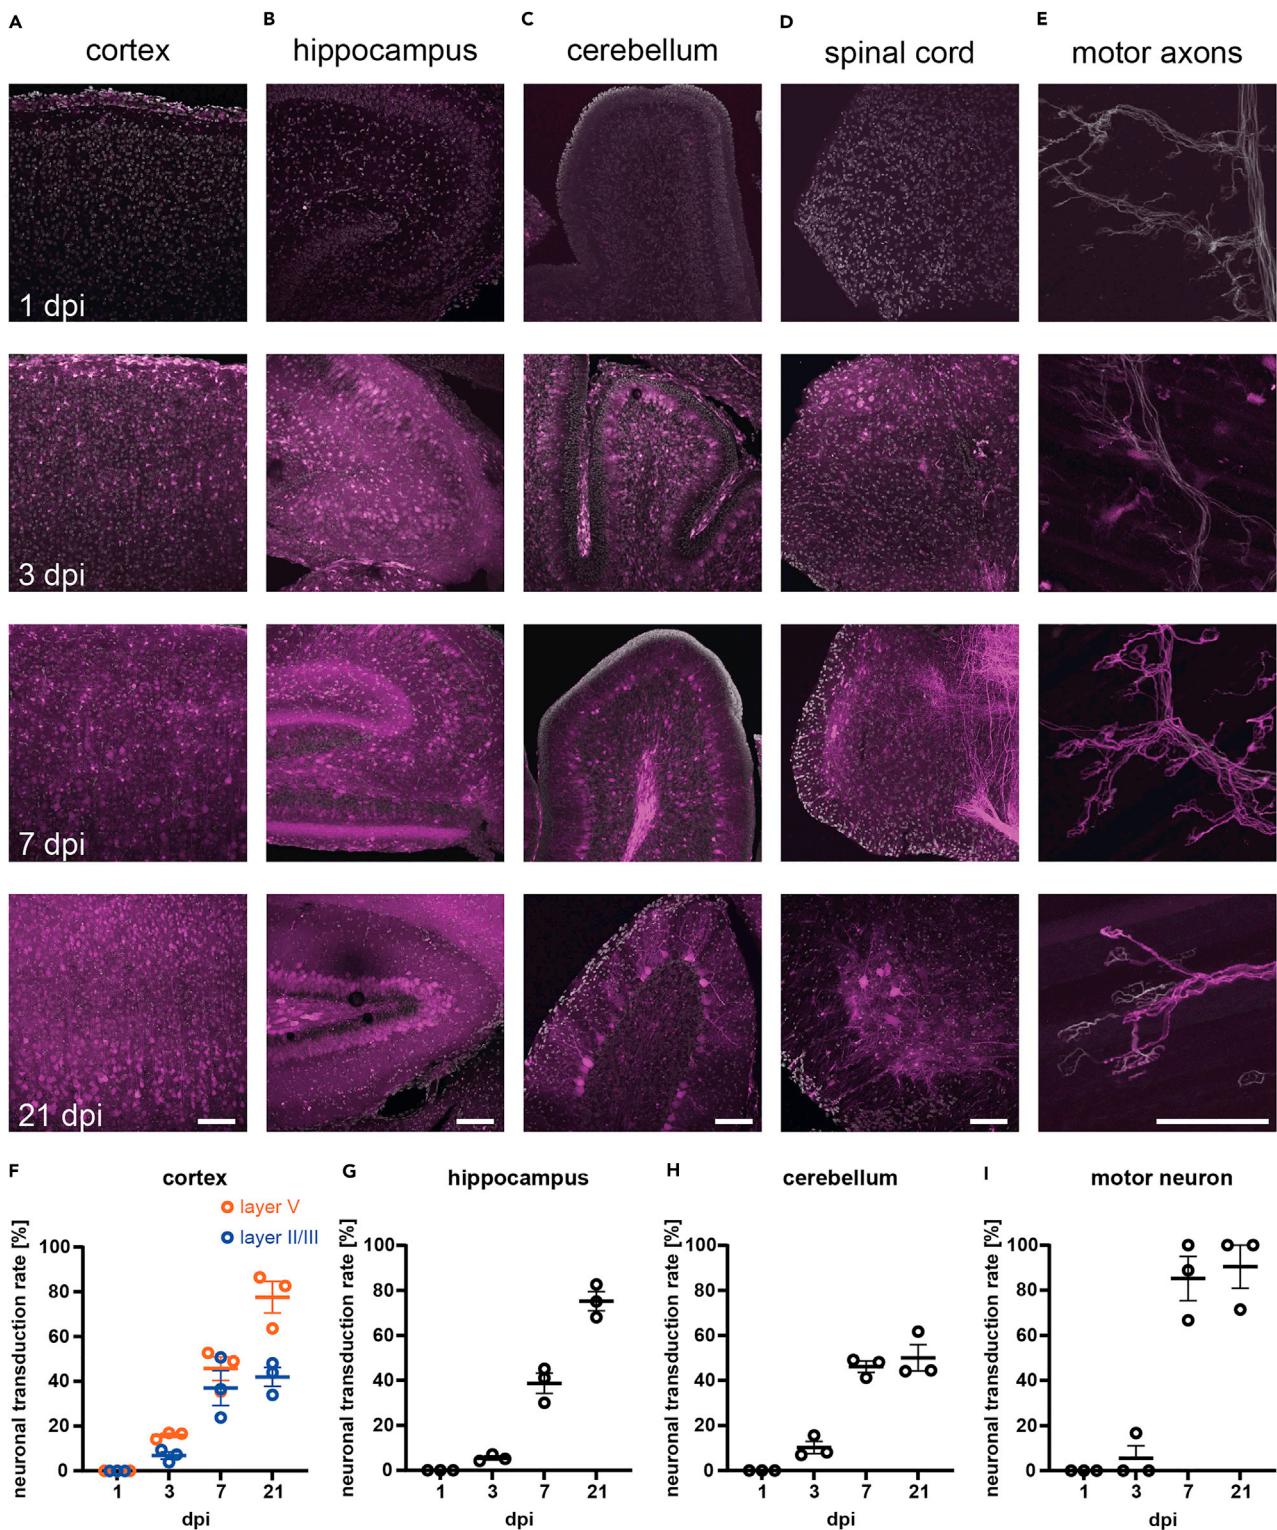 A B C D E
cortex hippocampus cerebellum spinal cord motor axons
1 dpi
3 dpi
7 dpi
21 dpi
F cortex G hippocampus H cerebellum I motor neuron
layer V
layer II/III
neuronal transduction rate [%]
100
80
60
40
20
0
1 3 7 21
dpi
neuronal transduction rate [%]
100
80
60
40
20
0
1 3 7 21
dpi
neuronal transduction rate [%]
100
80
60
40
20
0
1 3 7 21
dpi
neuronal transduction rate [%]
100
80
60
40
20
0
1 3 7 21
dpi